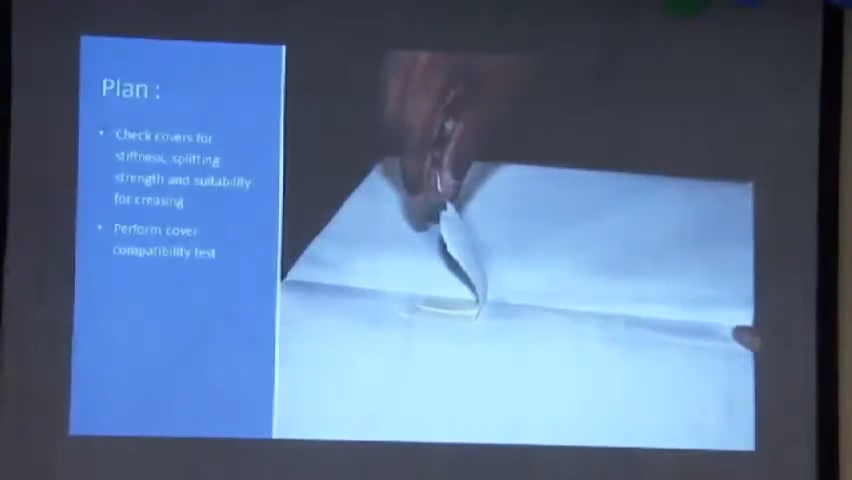 Plan :
• Check covers for
stiffness, splitting
strength and suitability
for creasing
• Perform cover
compatibility test